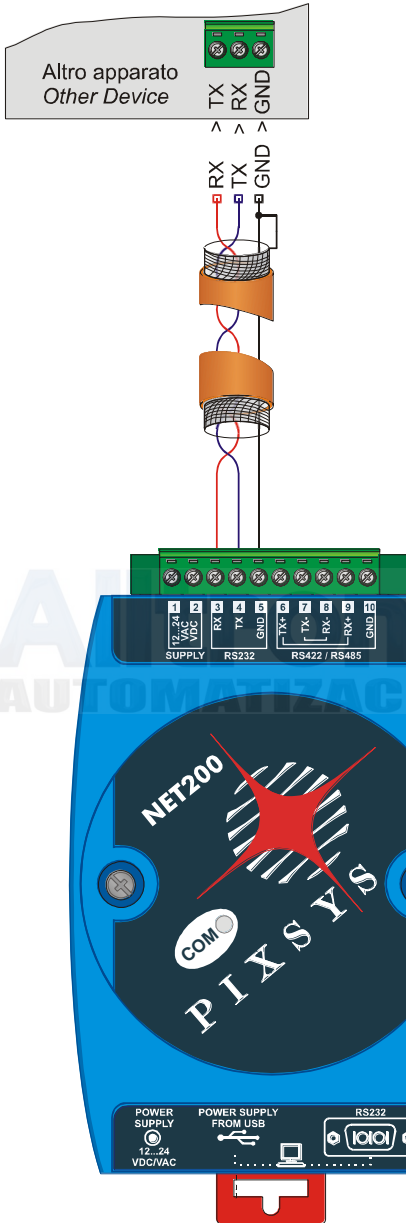 Altro apparato
Other Device
RX > TX
TX > RX
GND > GND
1 2 3 4 5 6 7 8 9 10
12...24
VAC
VDC
RX
TX
GND
TX+
TX-
RX-
RX+
GND
SUPPLY
RS232
RS422 / RS485
AUTOMATIZAC
NET200
COM
PIXSYS
POWER
SUPPLY
12...24
VDC/VAC
POWER SUPPLY
FROM USB
RS232